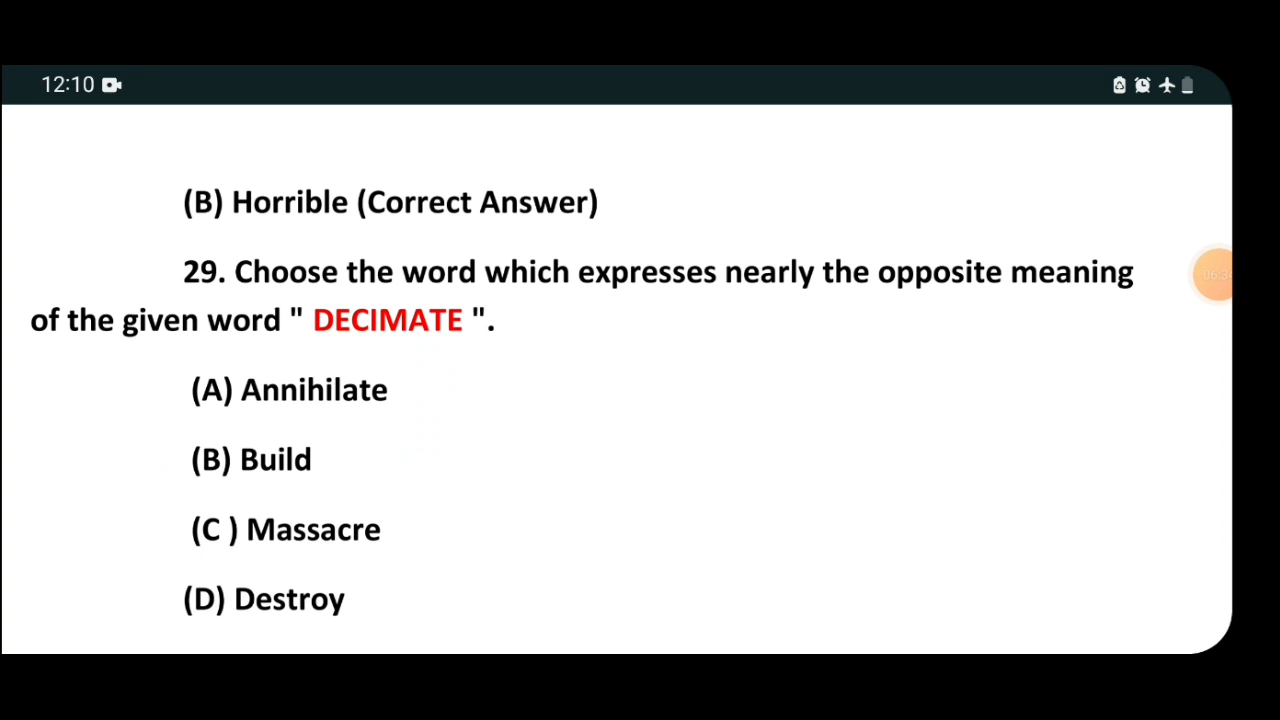 12:10
(B) Horrible (Correct Answer)
29. Choose the word which expresses nearly the opposite meaning
of the given word " DECIMATE ".
(A) Annihilate
(B) Build
(C ) Massacre
(D) Destroy